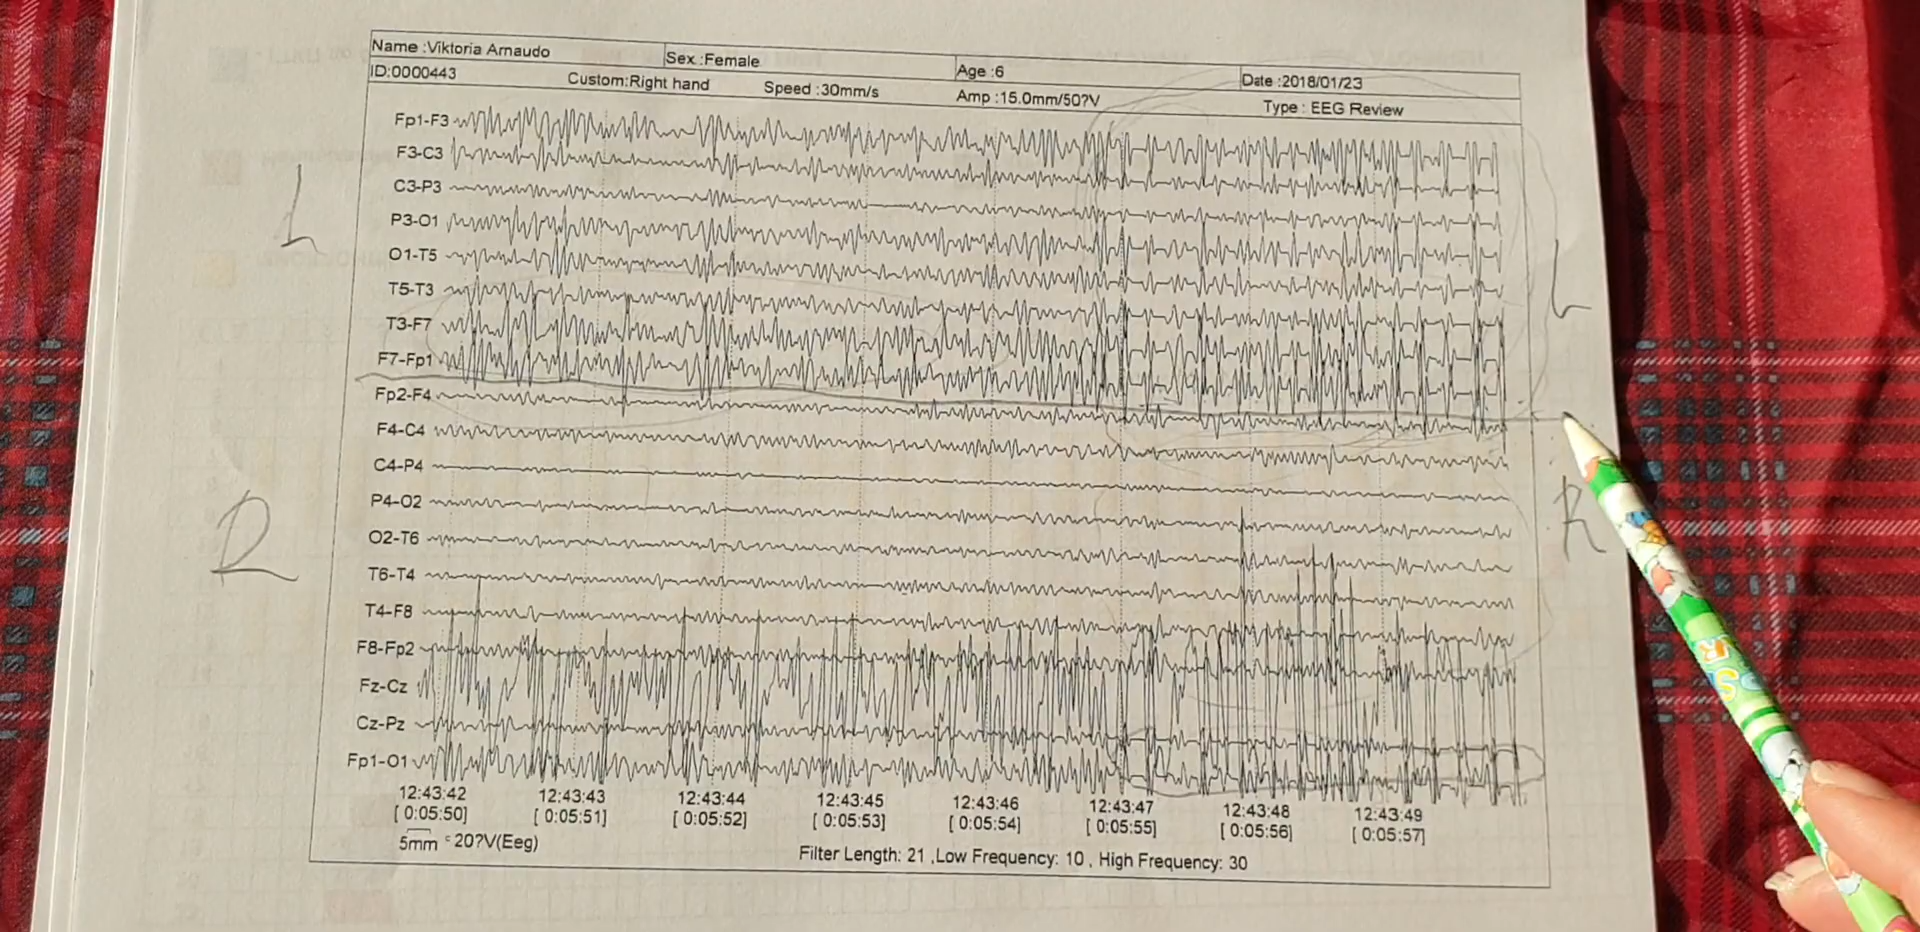 Name :Viktoria Arnaudo Sex :Female Age :6 Date :2018/01/23
ID:0000443 Custom:Right hand Speed :30mm/s Amp :15.0mm/50?V Type : EEG Review
Fp1-F3
F3-C3
C3-P3
L
P3-O1
O1-T5
T5-T3
L
T3-F7
F7-Fp1
Fp2-F4
F4-C4
C4-P4
P4-O2
R
R
O2-T6
T6-T4
T4-F8
F8-Fp2
Fz-Cz
Cz-Pz
Fp1-O1
12:43:42 12:43:43 12:43:44 12:43:45 12:43:46 12:43:47 12:43:48 12:43:49
[ 0:05:50] [ 0:05:51] [ 0:05:52] [ 0:05:53] [ 0:05:54] [ 0:05:55] [ 0:05:56] [ 0:05:57]
5mm = 20?V(Eeg)
Filter Length: 21 ,Low Frequency: 10 , High Frequency: 30